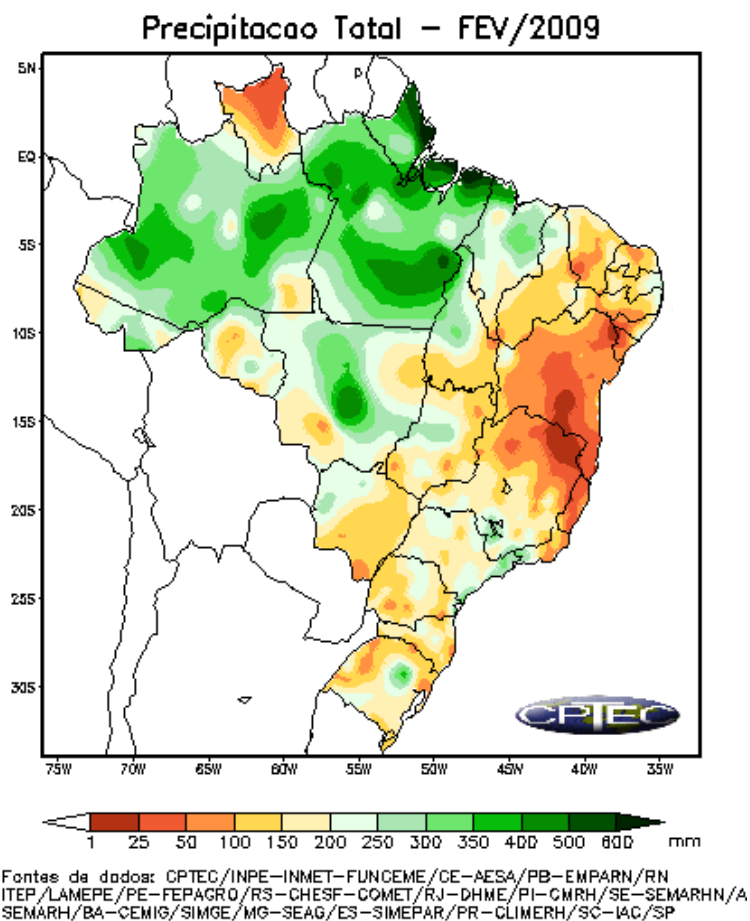 Precipitacao Total - FEV/2009
5N
EQ
5S
10S
15S
20S
25S
30S
75W 70W 65W 60W 55W 50W 45W 40W 35W
CPTEC
1 25 50 100 150 200 250 300 350 400 500 600 mm
Fontes de dados: CPTEC/INPE-INMET-FUNCEME/CE-AESA/PB-EMPARN/RN
ITEP/LAMEPE/PE-FEPAGRO/RS-CHESF-COMET/RJ-DHME/PI-CMRH/SE-SEMARHN/A
SEMARH/BA-CEMIG/SIMGE/MG-SEAG/ES-SIMEPAR/PR-CLIMERH/SC-IAC/SP